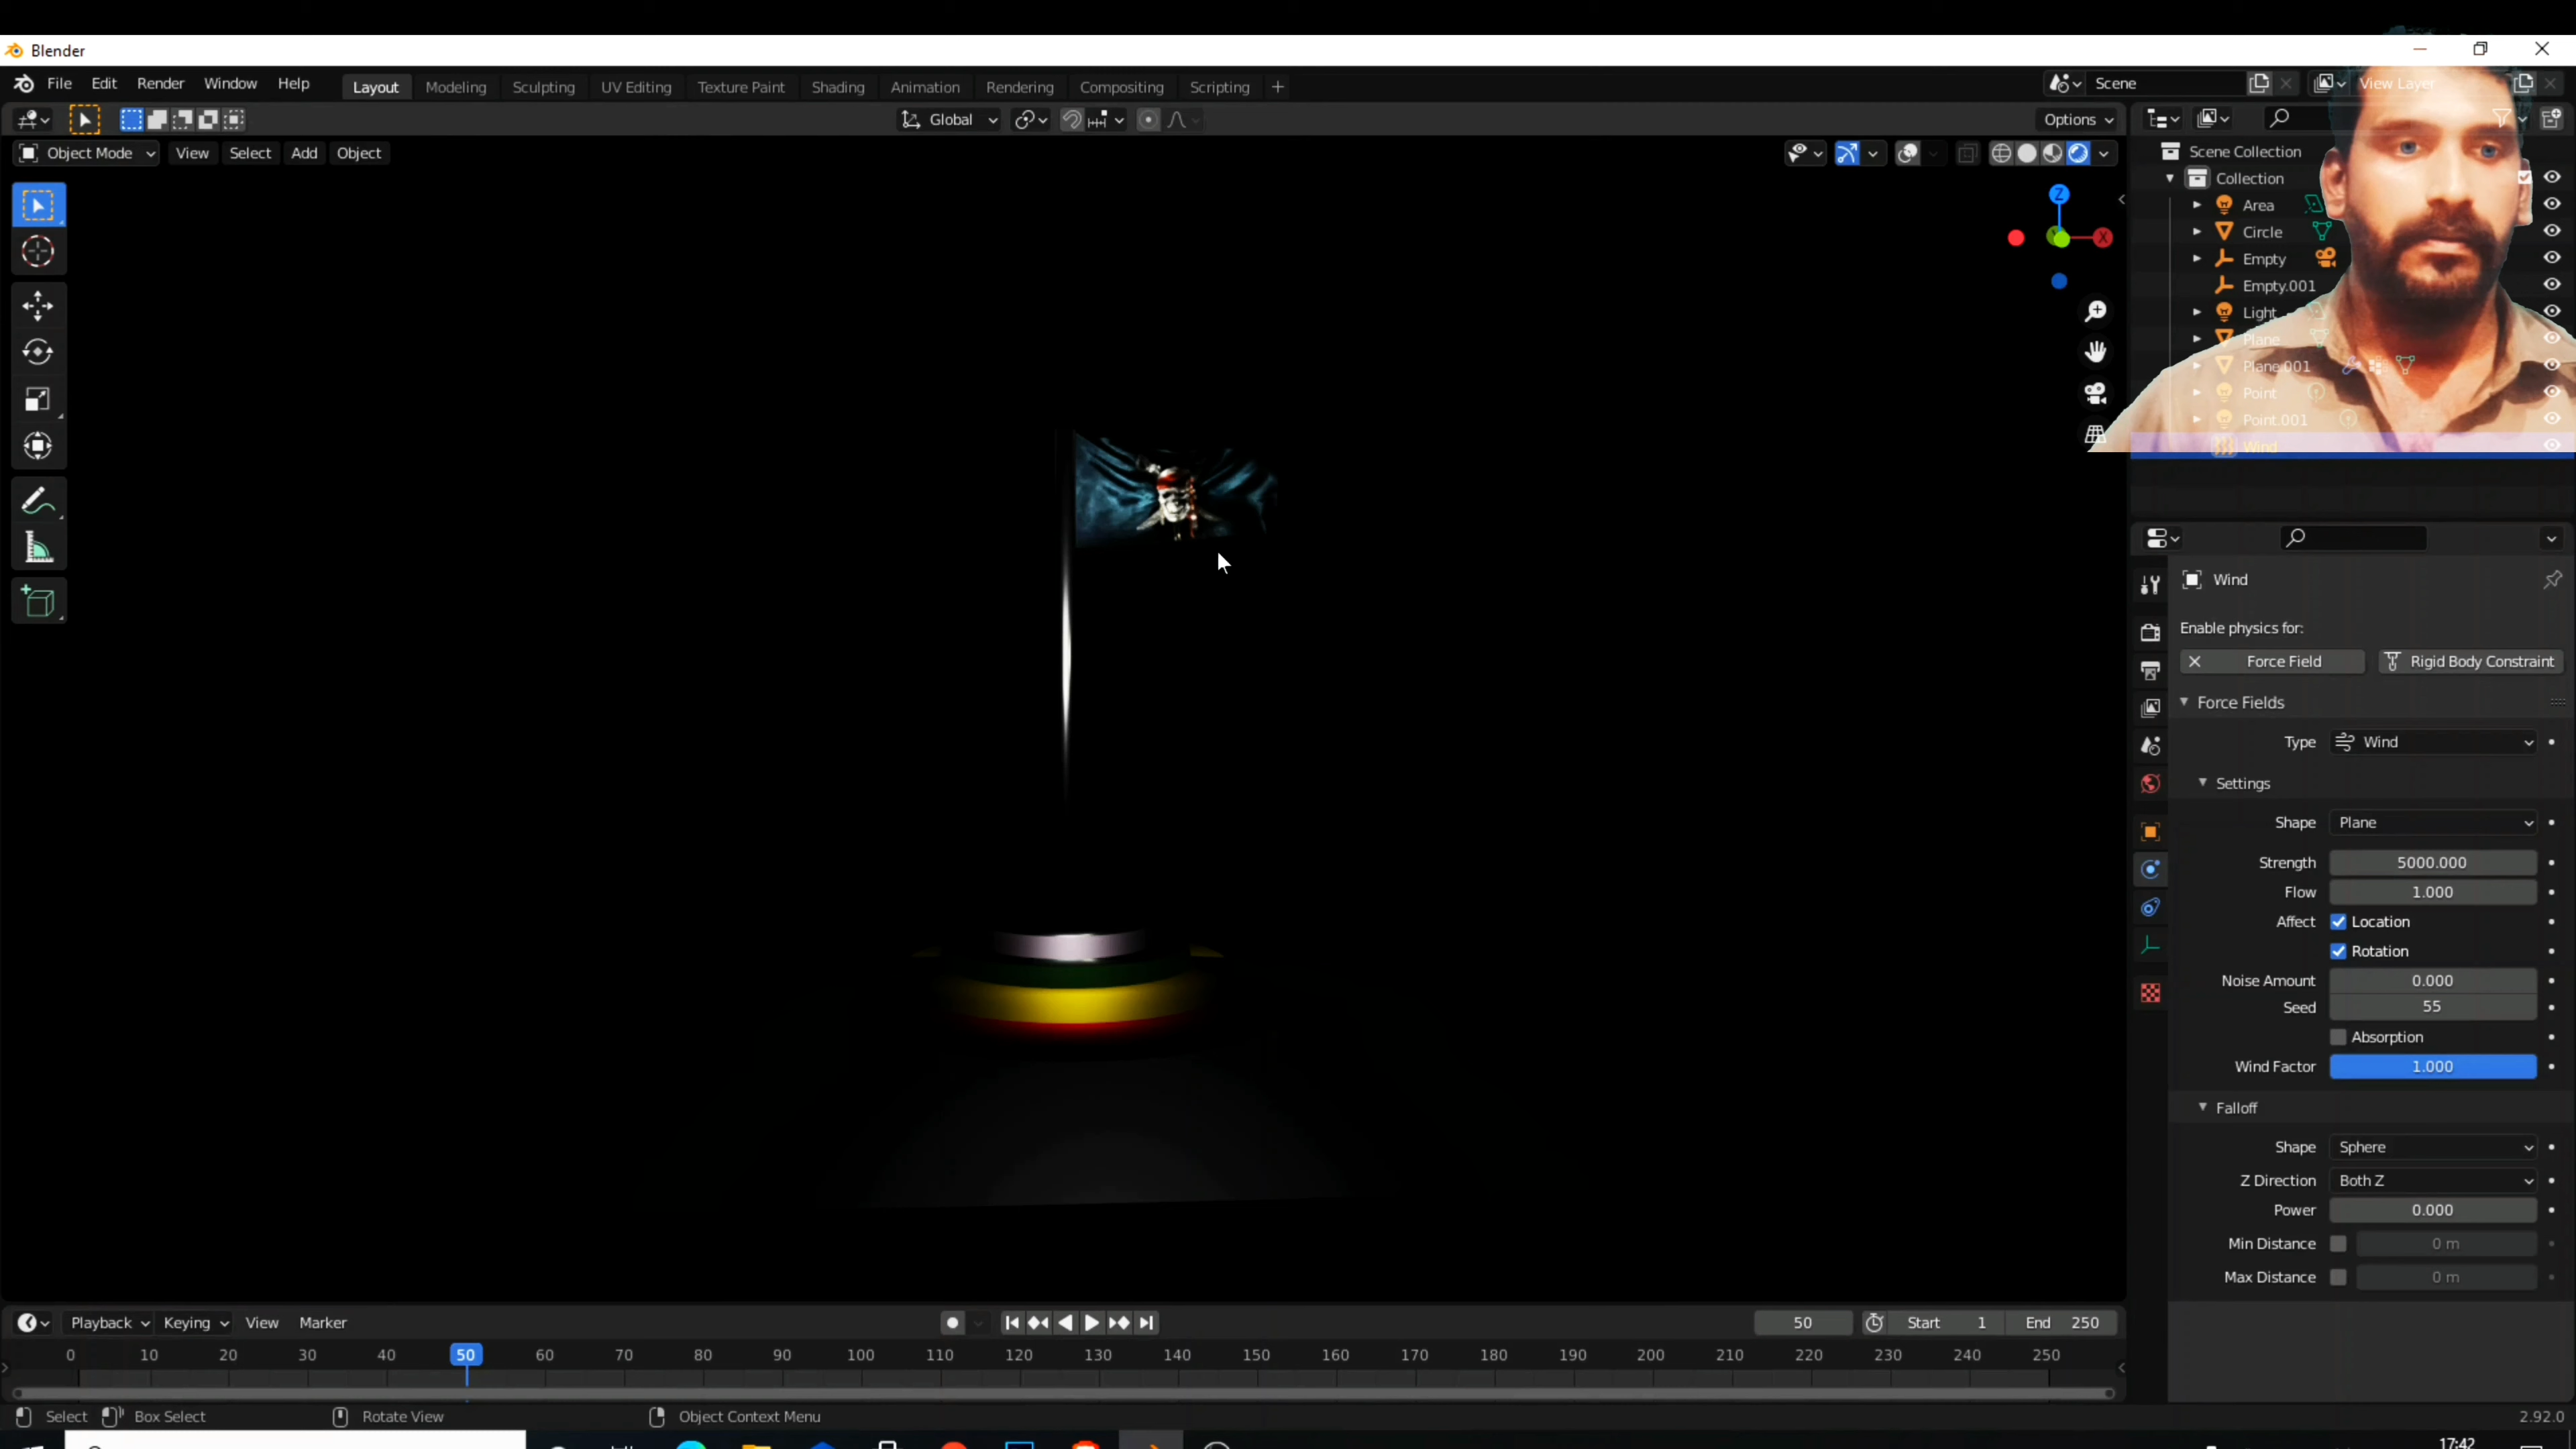 Blender
File Edit Render Window Help Layout Modeling Sculpting UV Editing Texture Paint Shading Animation Rendering Compositing Scripting + Scene View Layer
Global Options
Object Mode View Select Add Object
Z
X
Scene Collection
Collection
Area
Circle
Empty
Empty.001
Light
Plane
Plane.001
Point
Point.001
Wind
Wind
Enable physics for:
Force Field Rigid Body Constraint
Force Fields
Type Wind
Settings
Shape Plane
Strength 5000.000
Flow 1.000
Affect Location
Rotation
Noise Amount 0.000
Seed 55
Absorption
Wind Factor 1.000
Falloff
Shape Sphere
Z Direction Both Z
Power 0.000
Min Distance 0 m
Max Distance 0 m
Playback Keying View Marker 50 Start 1 End 250
0 10 20 30 40 50 60 70 80 90 100 110 120 130 140 150 160 170 180 190 200 210 220 230 240 250
Select Box Select Rotate View Object Context Menu 2.92.0
17:42